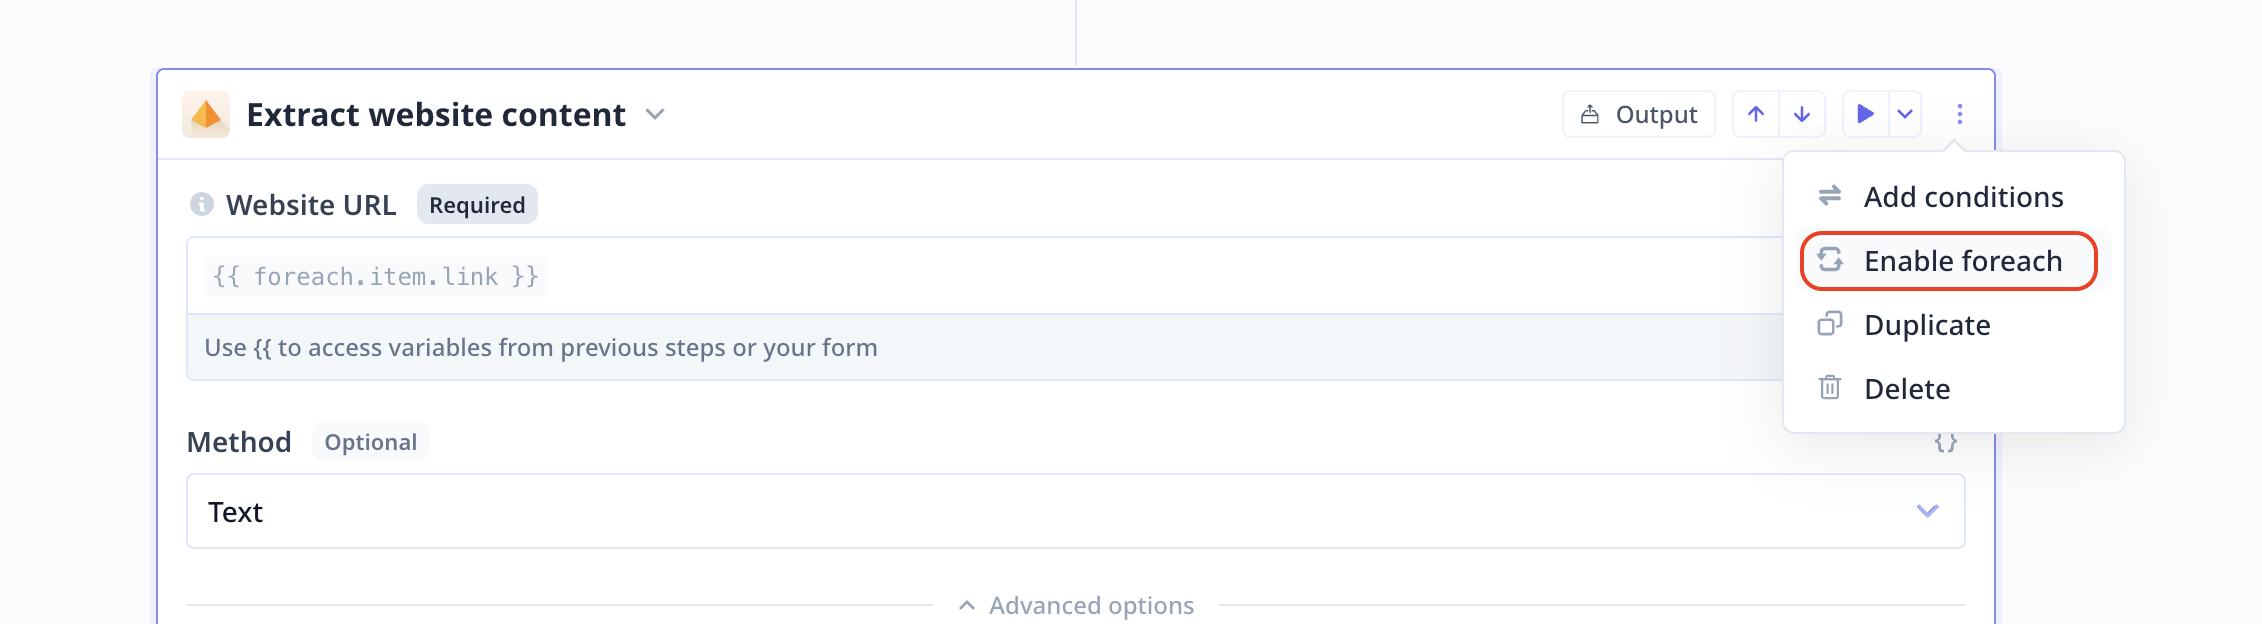 Extract website content
Output
Website URL Required
{{ foreach.item.link }}
Use {{ to access variables from previous steps or your form
Add conditions
Enable foreach
Duplicate
Delete
Method Optional
{}
Text
Advanced options